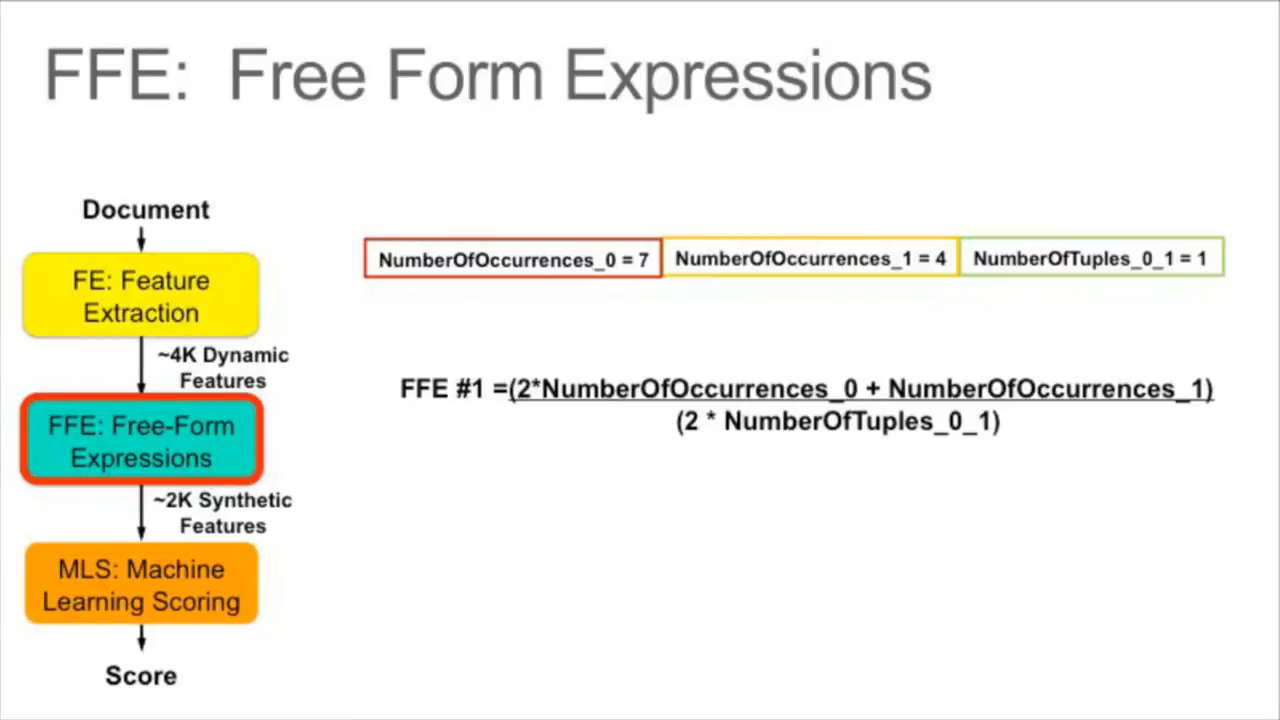 FFE: Free Form Expressions
Document
FE: Feature
Extraction
~4K Dynamic
Features
FFE: Free-Form
Expressions
~2K Synthetic
Features
MLS: Machine
Learning Scoring
Score
NumberOfOccurrences_0 = 7
NumberOfOccurrences_1 = 4
NumberOfTuples_0_1 = 1
FFE #1 =(2*NumberOfOccurrences_0 + NumberOfOccurrences_1)
(2 * NumberOfTuples_0_1)